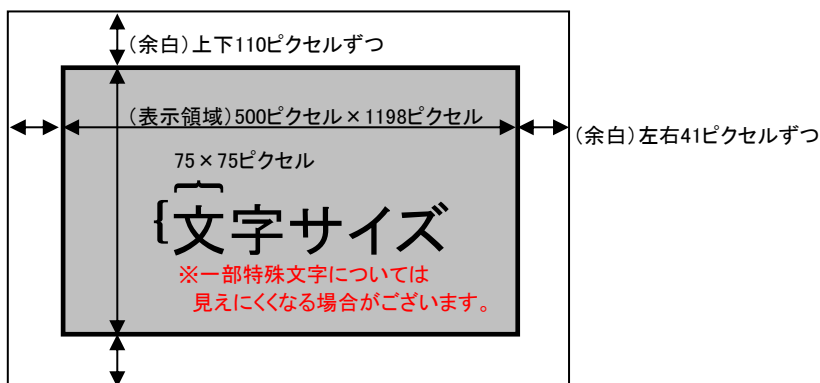 (余白)上下110ピクセルずつ
(表示領域)500ピクセル×1198ピクセル
(余白)左右41ピクセルずつ
75×75ピクセル
文字サイズ
※一部特殊文字については
見えにくくなる場合がございます。